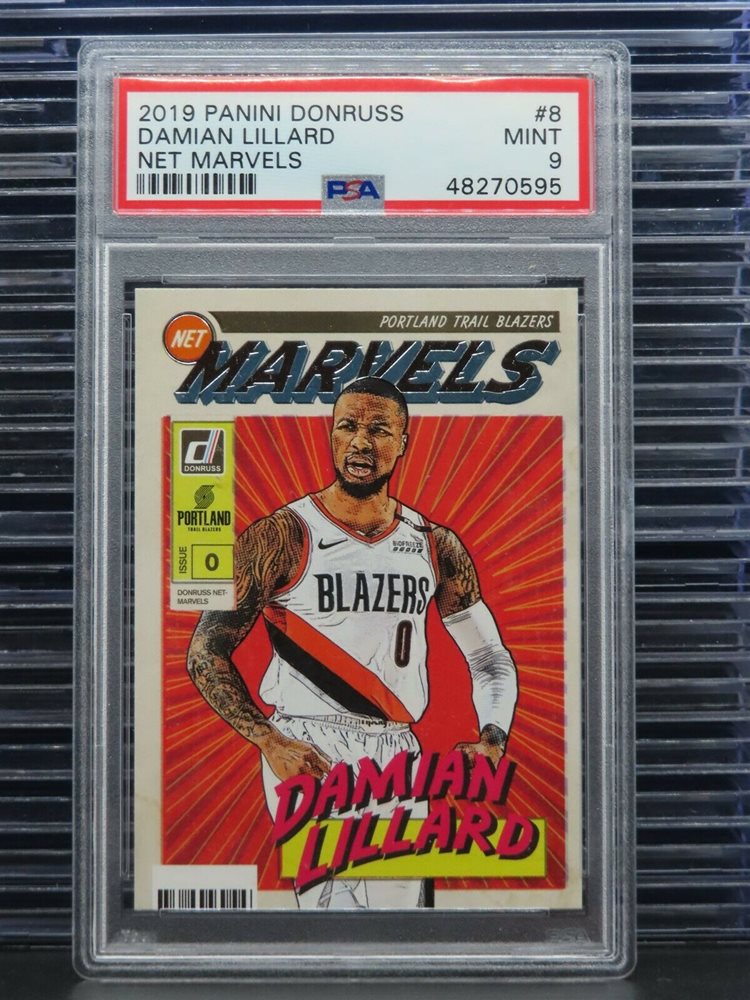 2019 PANINI DONRUSS #8
DAMIAN LILLARD MINT
NET MARVELS 9
PSA 48270595
PORTLAND TRAIL BLAZERS
NET
MARVELS
DONRUSS
PORTLAND
TRAIL BLAZERS
ISSUE 0
DONRUSS NET-
MARVELS
BIOFREEZE
BLAZERS
0
DAMIAN
LILLARD